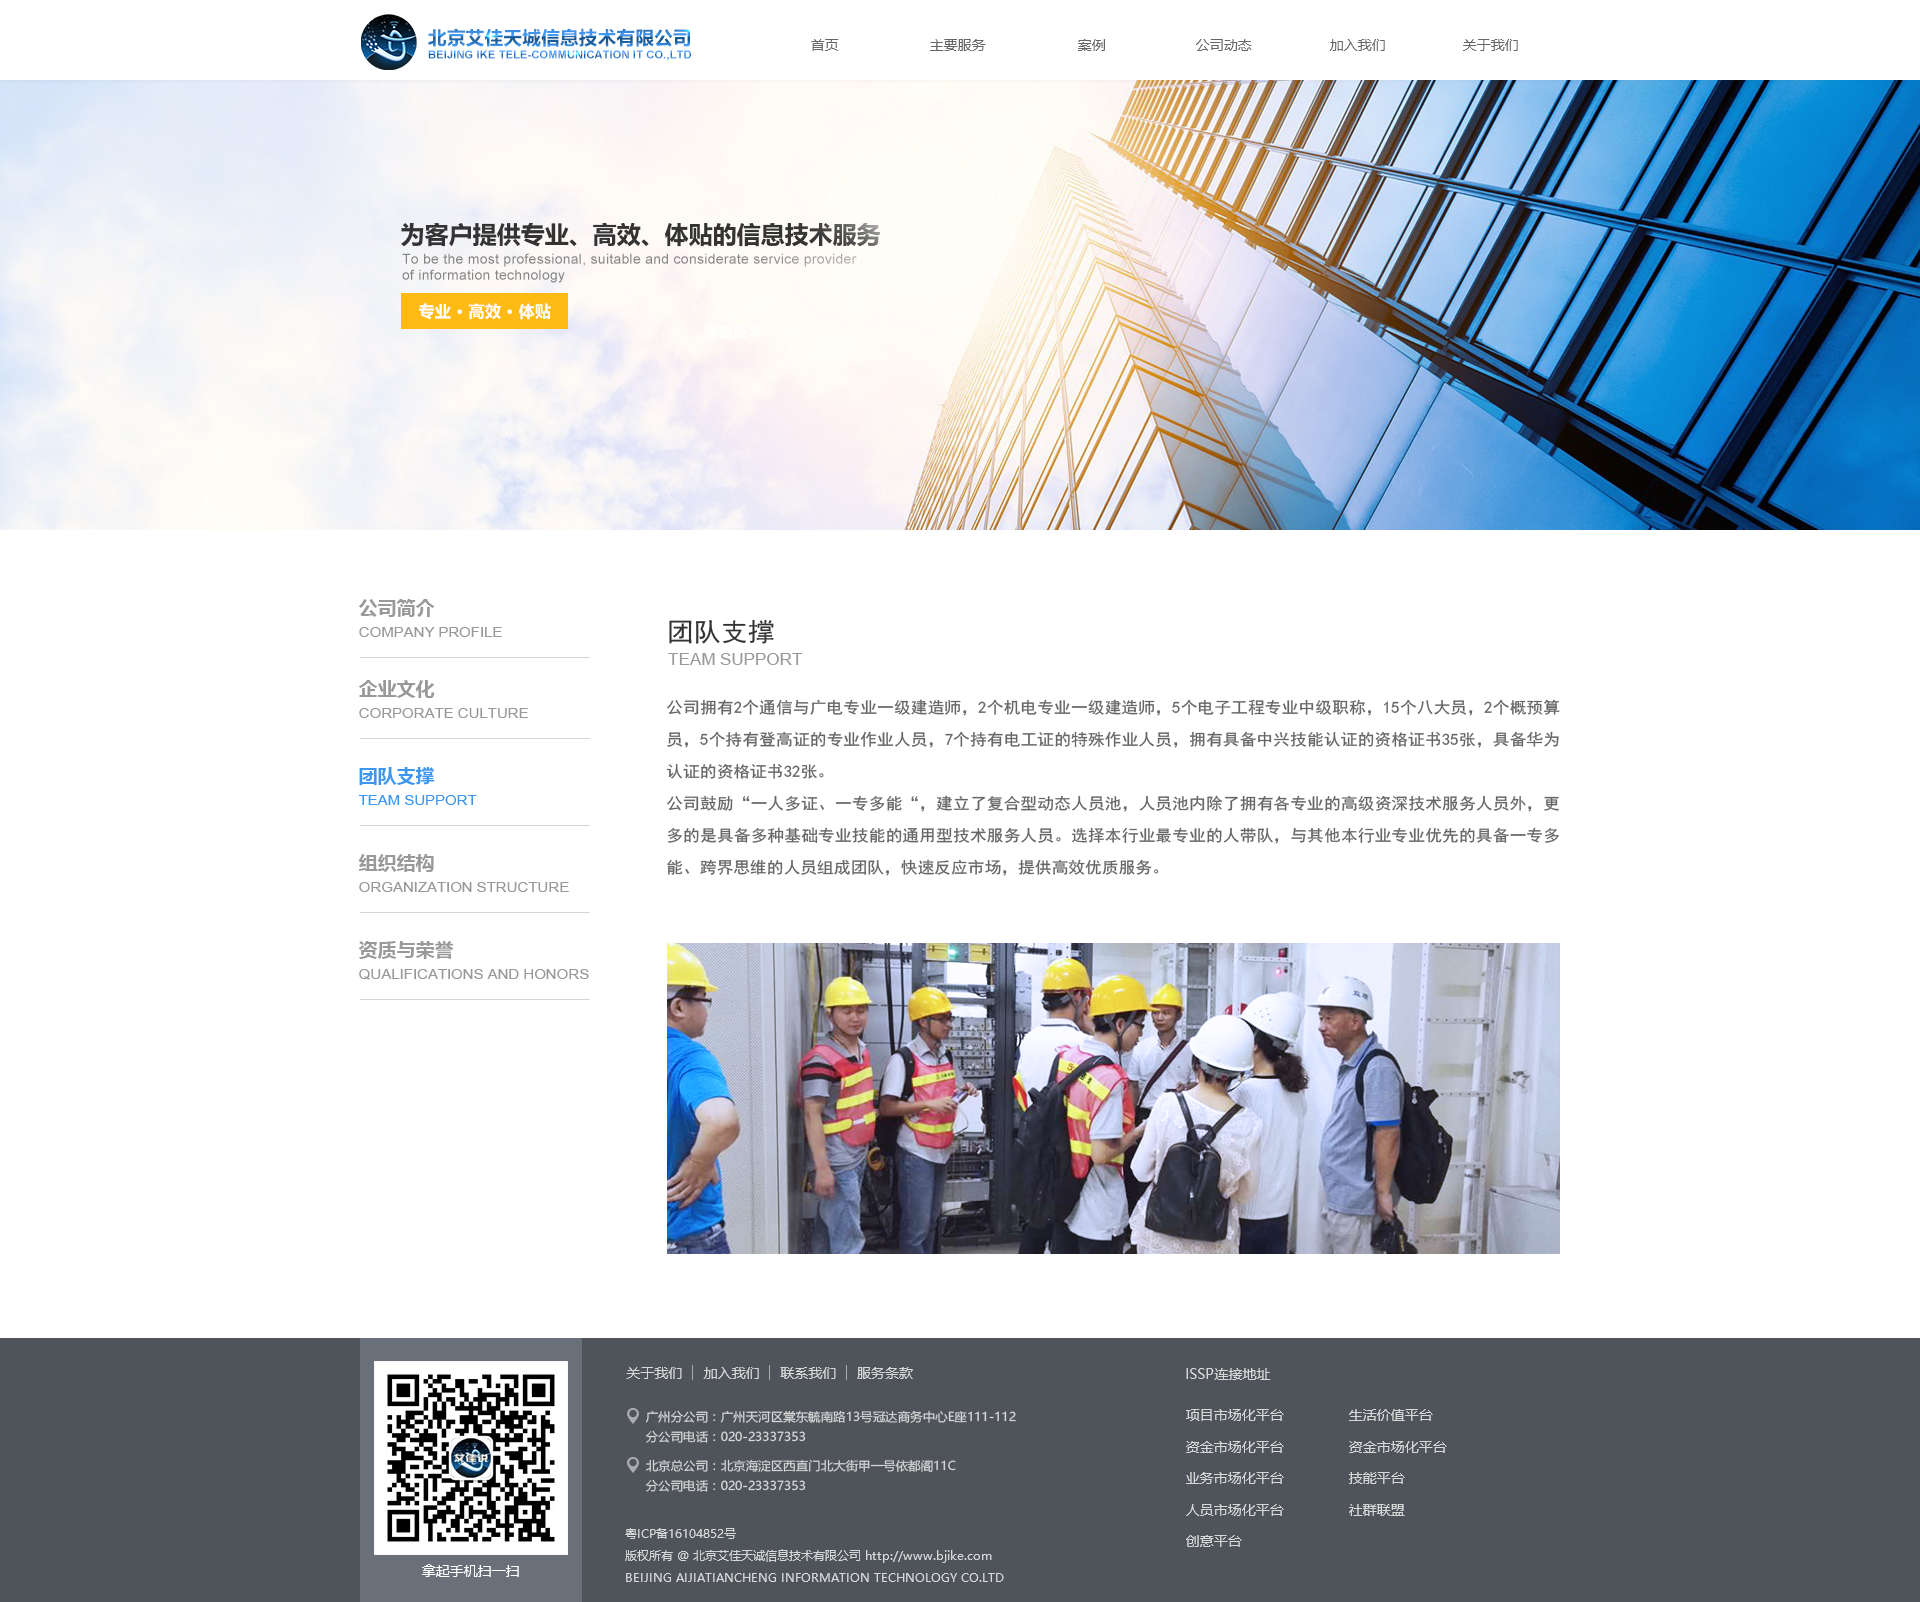 北京艾佳天诚信息技术有限公司
BEIJING IKE TELE-COMMUNICATION IT CO.,LTD
首页 主要服务 案例 公司动态 加入我们 关于我们
为客户提供专业、高效、体贴的信息技术服务
To be the most professional, suitable and considerate service provider
of information technology
专业·高效·体贴
公司简介
COMPANY PROFILE
企业文化
CORPORATE CULTURE
团队支撑
TEAM SUPPORT
组织结构
ORGANIZATION STRUCTURE
资质与荣誉
QUALIFICATIONS AND HONORS
团队支撑
TEAM SUPPORT
公司拥有2个通信与广电专业一级建造师，2个机电专业一级建造师，5个电子工程专业中级职称，15个八大员，2个概预算
员，5个持有登高证的专业作业人员，7个持有电工证的特殊作业人员，拥有具备中兴技能认证的资格证书35张，具备华为
认证的资格证书32张。
公司鼓励“一人多证、一专多能“，建立了复合型动态人员池，人员池内除了拥有各专业的高级资深技术服务人员外，更
多的是具备多种基础专业技能的通用型技术服务人员。选择本行业最专业的人带队，与其他本行业专业优先的具备一专多
能、跨界思维的人员组成团队，快速反应市场，提供高效优质服务。
艾佳识
拿起手机扫一扫
关于我们 | 加入我们 | 联系我们 | 服务条款
广州分公司：广州天河区棠东毓南路13号冠达商务中心E座111-112
分公司电话：020-23337353
北京总公司：北京海淀区西直门北大街甲一号依都阁11C
分公司电话：020-23337353
粤ICP备16104852号
版权所有 @ 北京艾佳天诚信息技术有限公司 http://www.bjike.com
BEIJING AIJIATIANCHENG INFORMATION TECHNOLOGY CO.LTD
ISSP连接地址
项目市场化平台 生活价值平台
资金市场化平台 资金市场化平台
业务市场化平台 技能平台
人员市场化平台 社群联盟
创意平台